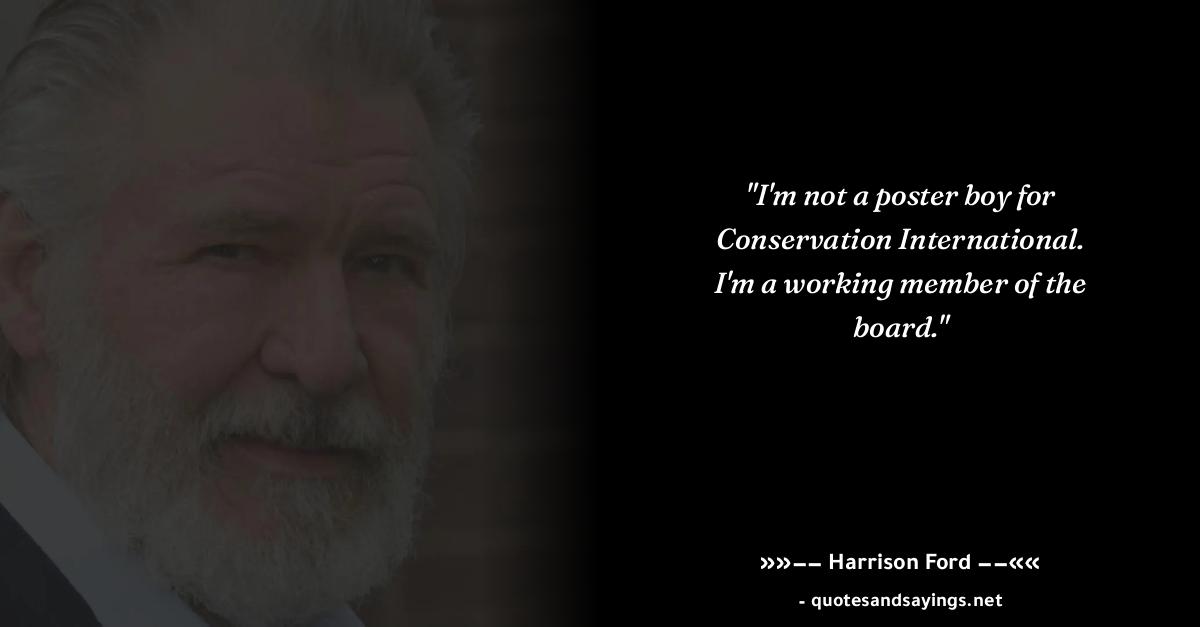 "I'm not a poster boy for
Conservation International.
I'm a working member of the
board."
»»–– Harrison Ford ––««
- quotesandsayings.net